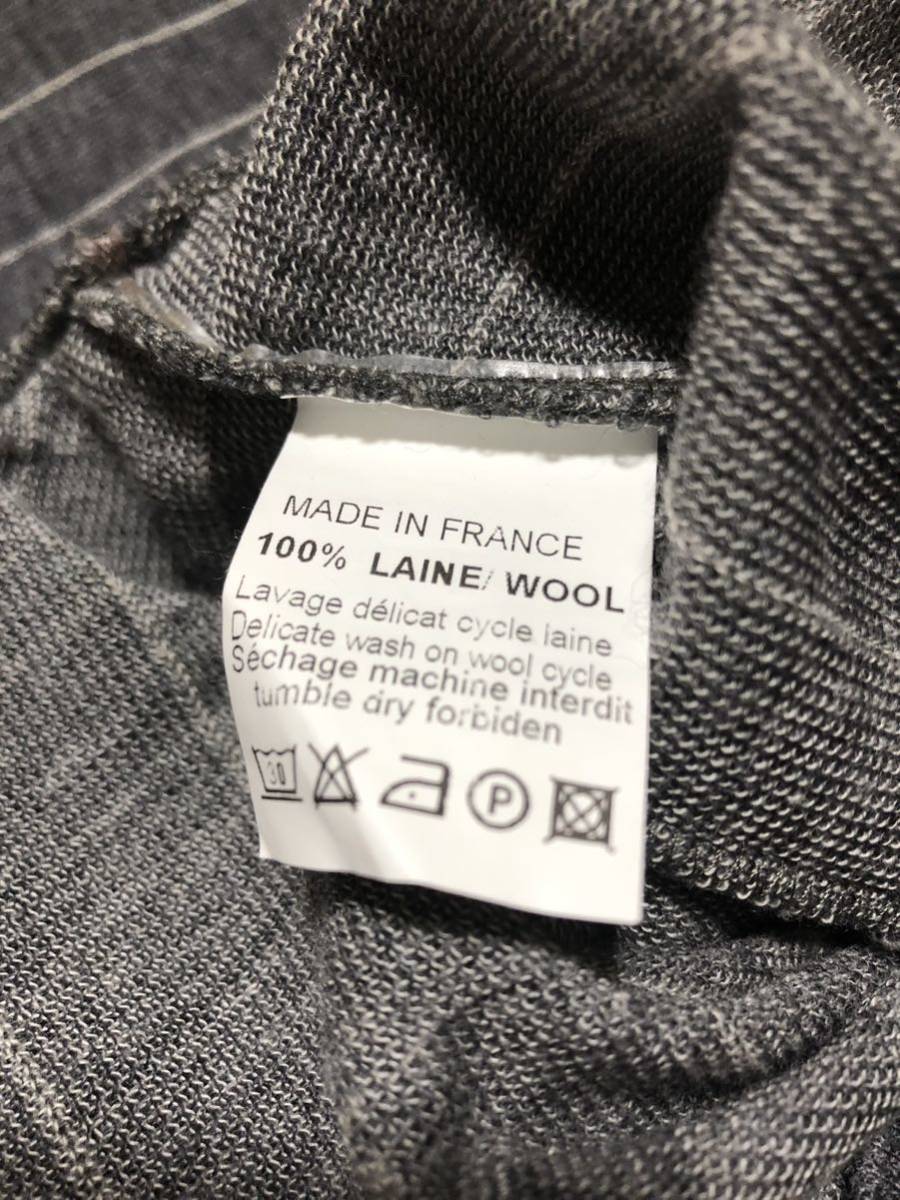 MADE IN FRANCE
100% LAINE/ WOOL
Lavage délicat cycle laine
Delicate wash on wool cycle
Séchage machine interdit
tumble dry forbiden
30 P